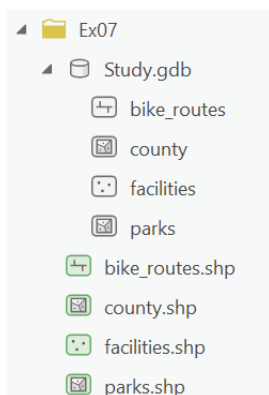 Ex07
Study.gdb
bike_routes
county
facilities
parks
bike_routes.shp
county.shp
facilities.shp
parks.shp